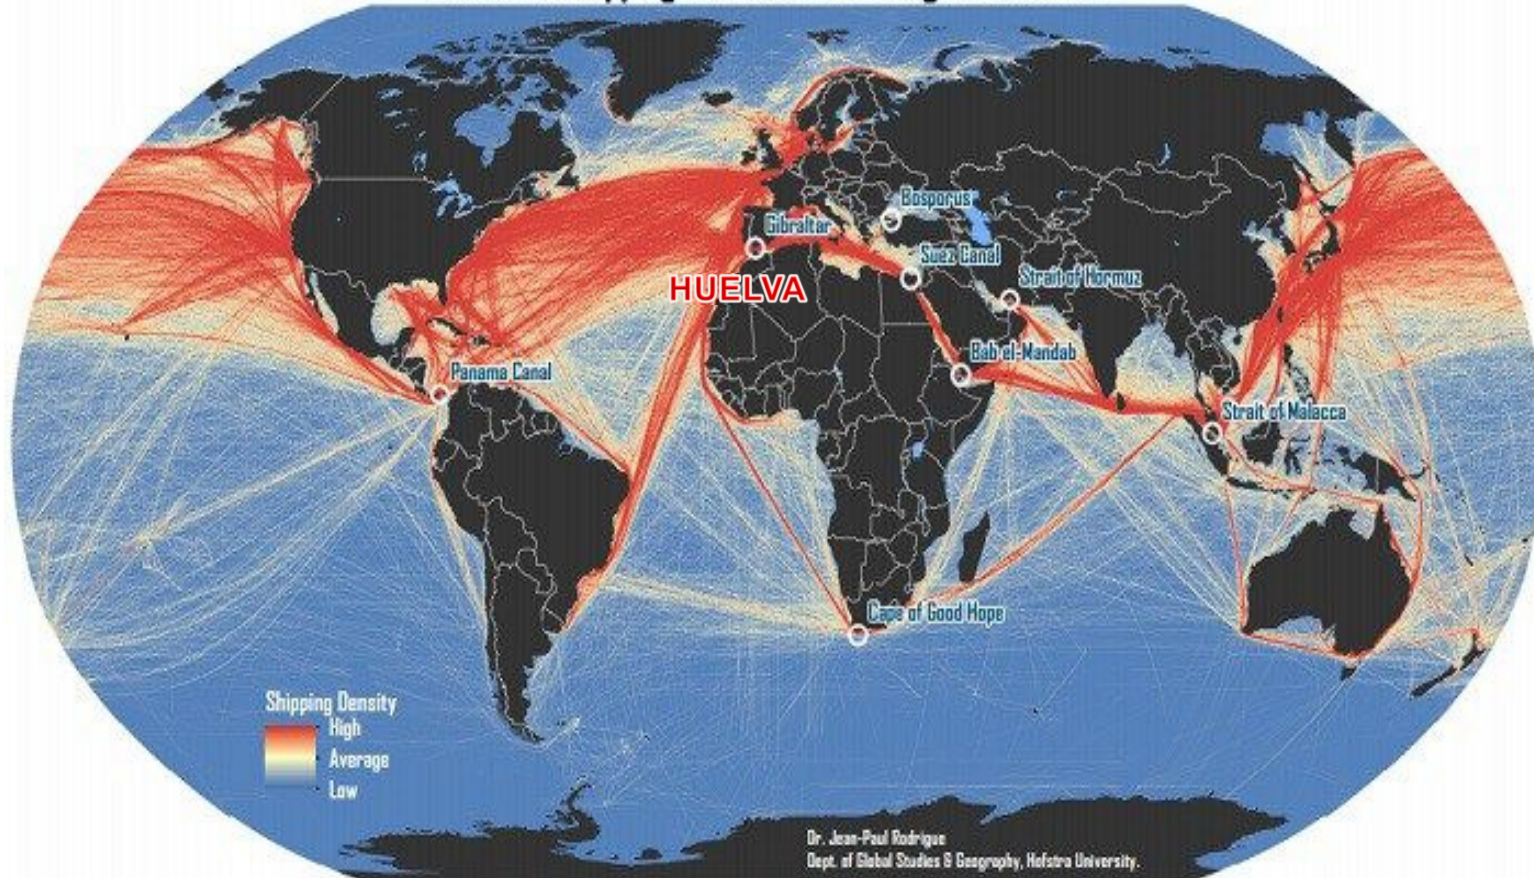 Bosporus
Gibraltar
Suez Canal
HUELVA
Strait of Hormuz
Bab el-Mandab
Panama Canal
Strait of Malacca
Cape of Good Hope
Shipping Density
High
Average
Low
Dr. Jean-Paul Rodrigue
Dept. of Global Studies & Geography, Hofstra University.